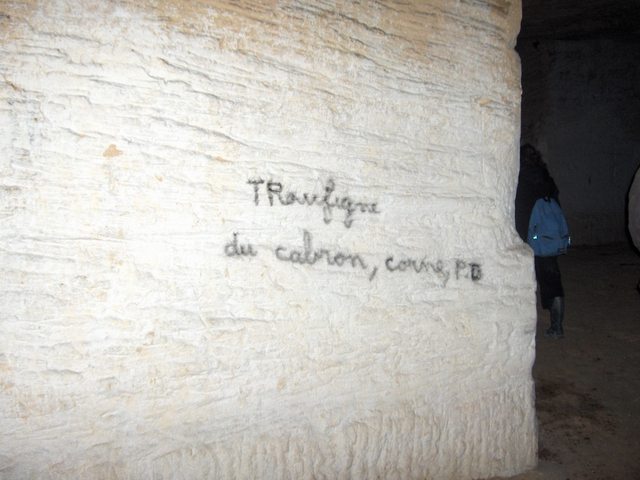 TRaufigne
du cabron, corne, P.D